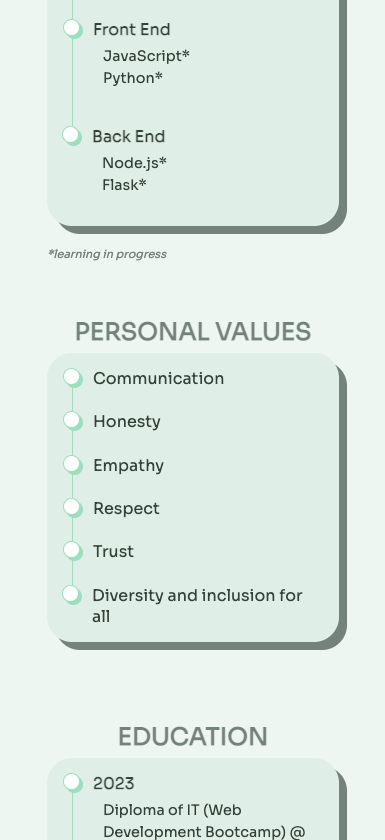 Front End
JavaScript*
Python*
Back End
Node.js*
Flask*
*learning in progress
PERSONAL VALUES
Communication
Honesty
Empathy
Respect
Trust
Diversity and inclusion for
all
EDUCATION
2023
Diploma of IT (Web
Development Bootcamp) @